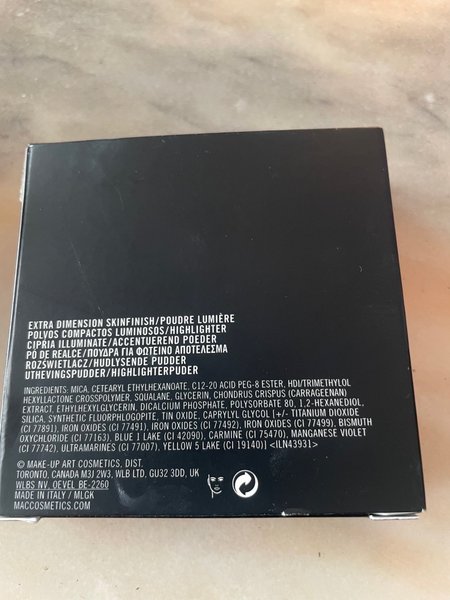 EXTRA DIMENSION SKINFINISH/POUDRE LUMIÈRE
POLVOS COMPACTOS LUMINOSOS/HIGHLIGHTER
CIPRIA ILLUMINATE/ACCENTUEREND POEDER
PÓ DE REALCE/ΠΟΥΔΡΑ ΓΙΑ ΦΩΤΕΙΝΟ ΑΠΟΤΕΛΕΣΜΑ
ROZŚWIETLACZ/HUDLYSENDE PUDDER
UTHEVINGSPUDDER/HIGHLIGHTERPUDER
INGREDIENTS: MICA, CETEARYL ETHYLHEXANOATE, C12-20 ACID PEG-8 ESTER, HDI/TRIMETHYLOL
HEXYLLACTONE CROSSPOLYMER, SQUALANE, GLYCERIN, CHONDRUS CRISPUS (CARRAGEENAN)
EXTRACT, ETHYLHEXYLGLYCERIN, DICALCIUM PHOSPHATE, POLYSORBATE 80, 1,2-HEXANEDIOL,
SILICA, SYNTHETIC FLUORPHLOGOPITE, TIN OXIDE, CAPRYLYL GLYCOL [+/- TITANIUM DIOXIDE
(CI 77891), IRON OXIDES (CI 77491), IRON OXIDES (CI 77492), IRON OXIDES (CI 77499), BISMUTH
OXYCHLORIDE (CI 77163), BLUE 1 LAKE (CI 42090), CARMINE (CI 75470), MANGANESE VIOLET
(CI 77742), ULTRAMARINES (CI 77007), YELLOW 5 LAKE (CI 19140)] <ILN43931>
© MAKE-UP ART COSMETICS, DIST.
TORONTO, CANADA M3J 2W3, WLB LTD, GU32 3DD, UK
WLBS NV. OEVEL BE-2260
MADE IN ITALY / MLGK
MACCOSMETICS.COM